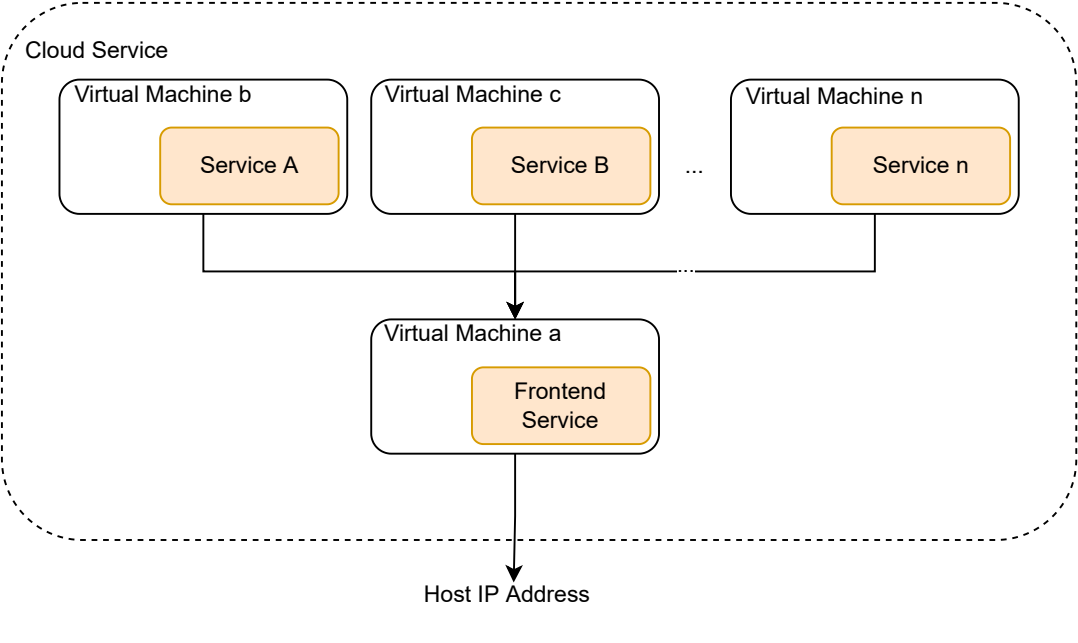 Cloud Service
Virtual Machine b
Virtual Machine c
Virtual Machine n
Service A
Service B
...
Service n
...
Virtual Machine a
Frontend
Service
Host IP Address